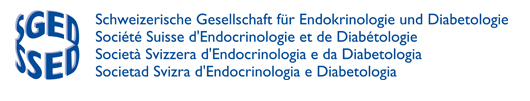 SGED
SSED
Schweizerische Gesellschaft für Endokrinologie und Diabetologie
Société Suisse d'Endocrinologie et de Diabétologie
Società Svizzera d'Endocrinologia e da Diabetologia
Societad Svizra d'Endocrinologia e Diabetologia